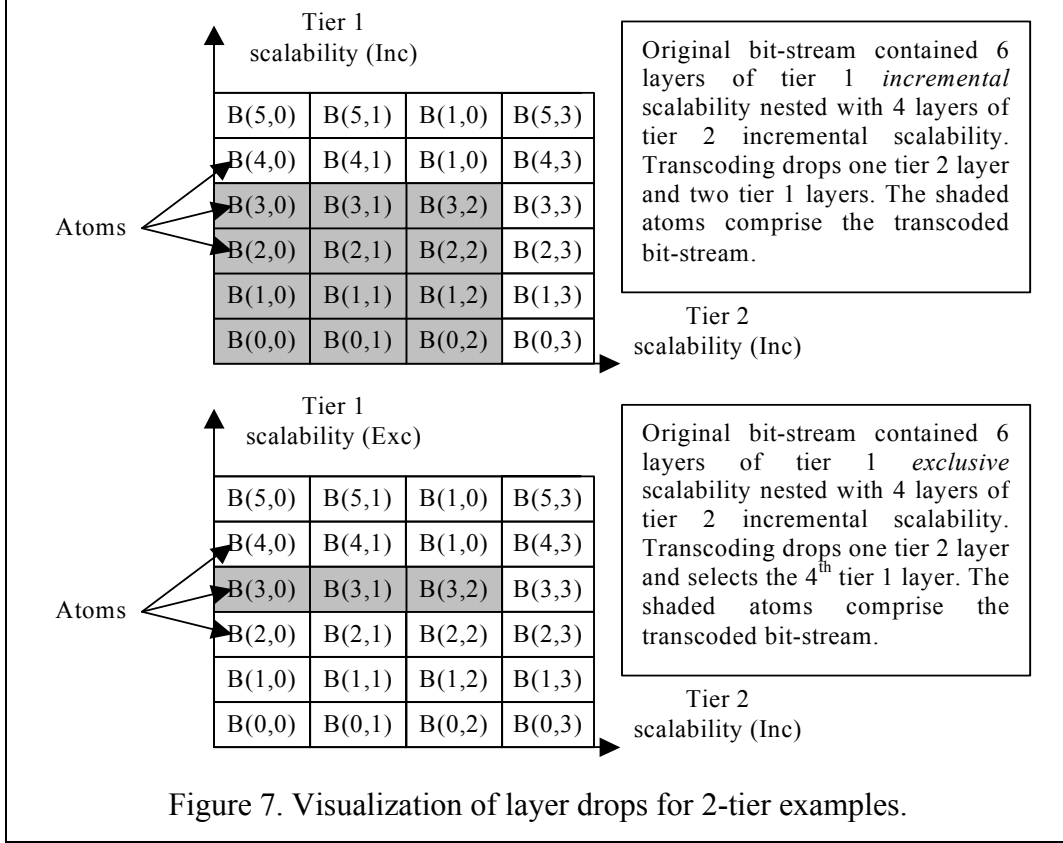 Tier 1
scalability (Inc)
B(5,0) B(5,1) B(1,0) B(5,3)
B(4,0) B(4,1) B(1,0) B(4,3)
B(3,0) B(3,1) B(3,2) B(3,3)
Atoms
B(2,0) B(2,1) B(2,2) B(2,3)
B(1,0) B(1,1) B(1,2) B(1,3)
B(0,0) B(0,1) B(0,2) B(0,3)
Tier 2
scalability (Inc)
Original bit-stream contained 6
layers of tier 1 incremental
scalability nested with 4 layers of
tier 2 incremental scalability.
Transcoding drops one tier 2 layer
and two tier 1 layers. The shaded
atoms comprise the transcoded
bit-stream.
Tier 1
scalability (Exc)
B(5,0) B(5,1) B(1,0) B(5,3)
B(4,0) B(4,1) B(1,0) B(4,3)
B(3,0) B(3,1) B(3,2) B(3,3)
Atoms
B(2,0) B(2,1) B(2,2) B(2,3)
B(1,0) B(1,1) B(1,2) B(1,3)
B(0,0) B(0,1) B(0,2) B(0,3)
Tier 2
scalability (Inc)
Original bit-stream contained 6
layers of tier 1 exclusive
scalability nested with 4 layers of
tier 2 incremental scalability.
Transcoding drops one tier 2 layer
and selects the 4th tier 1 layer. The
shaded atoms comprise the
transcoded bit-stream.
Figure 7. Visualization of layer drops for 2-tier examples.